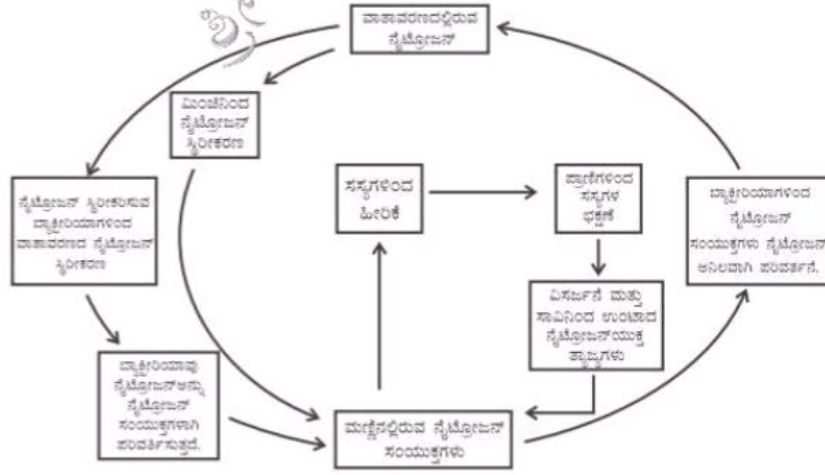 ವಾತಾವರಣದಲ್ಲಿರುವ
ನೈಟ್ರೋಜನ್
ಮಿಂಚಿನಿಂದ
ನೈಟ್ರೋಜನ್
ಸ್ಥಿರೀಕರಣ
ನೈಟ್ರೋಜನ್ ಸ್ಥಿರೀಕರಿಸುವ
ಬ್ಯಾಕ್ಟೀರಿಯಾಗಳಿಂದ
ವಾತಾವರಣದ ನೈಟ್ರೋಜನ್
ಸ್ಥಿರೀಕರಣ
ಸಸ್ಯಗಳಿಂದ
ಹೀರಿಕೆ
ಪ್ರಾಣಿಗಳಿಂದ
ಸಸ್ಯಗಳ
ಭಕ್ಷಣೆ
ಬ್ಯಾಕ್ಟೀರಿಯಾಗಳಿಂದ
ನೈಟ್ರೋಜನ್
ಸಂಯುಕ್ತಗಳು ನೈಟ್ರೋಜನ್
ಅನಿಲವಾಗಿ ಪರಿವರ್ತನೆ.
ವಿಸರ್ಜನೆ ಮತ್ತು
ಸಾವಿನಿಂದ ಉಂಟಾದ
ನೈಟ್ರೋಜನ್‌ಯುಕ್ತ
ತ್ಯಾಜ್ಯಗಳು
ಬ್ಯಾಕ್ಟೀರಿಯಾವು
ನೈಟ್ರೋಜನ್‌ಅನ್ನು
ನೈಟ್ರೋಜನ್
ಸಂಯುಕ್ತಗಳಾಗಿ
ಪರಿವರ್ತಿಸುತ್ತದೆ.
ಮಣ್ಣಿನಲ್ಲಿರುವ ನೈಟ್ರೋಜನ್
ಸಂಯುಕ್ತಗಳು